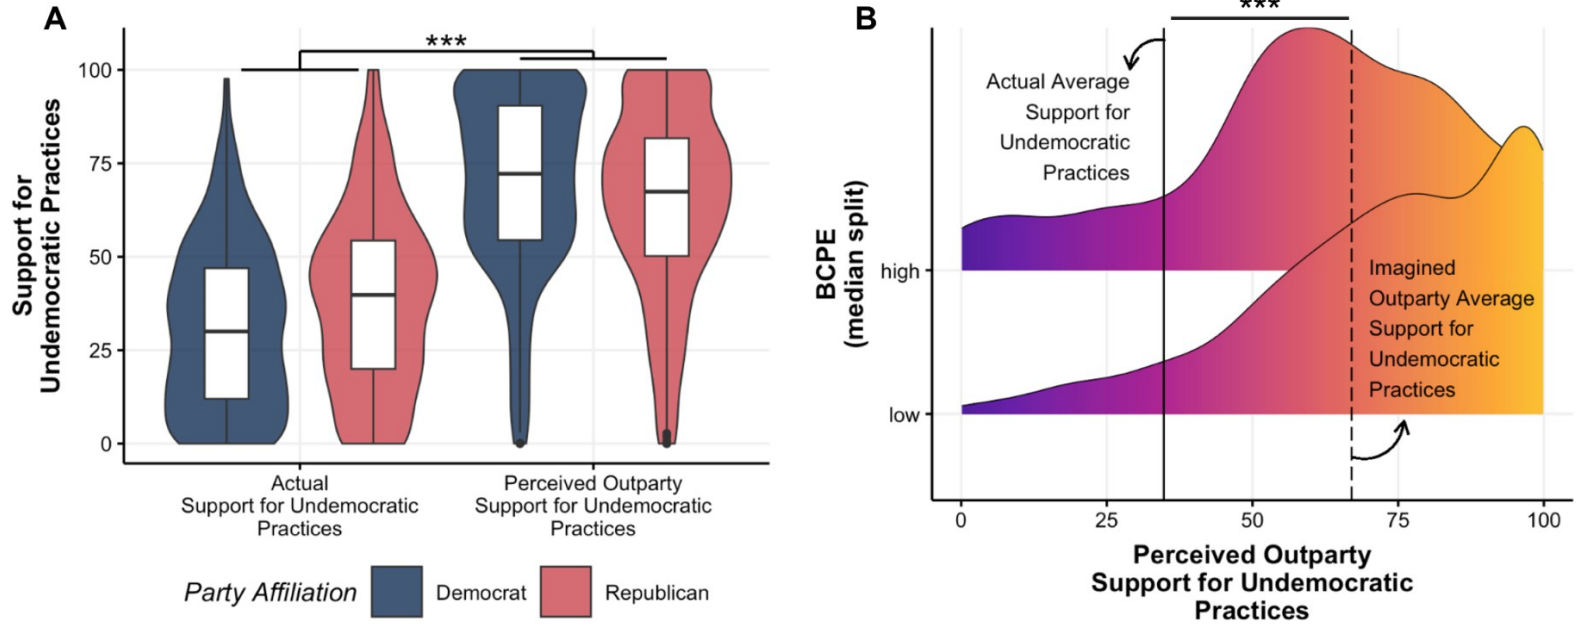 A
Support for
Undemocratic Practices
100
75
50
25
0
***
Actual
Support for Undemocratic
Practices
Perceived Outparty
Support for Undemocratic
Practices
Party Affiliation
Democrat
Republican
B
BCPE
(median split)
high
low
***
Actual Average
Support for
Undemocratic
Practices
Imagined
Outparty Average
Support for
Undemocratic
Practices
0
25
50
75
100
Perceived Outparty
Support for Undemocratic
Practices